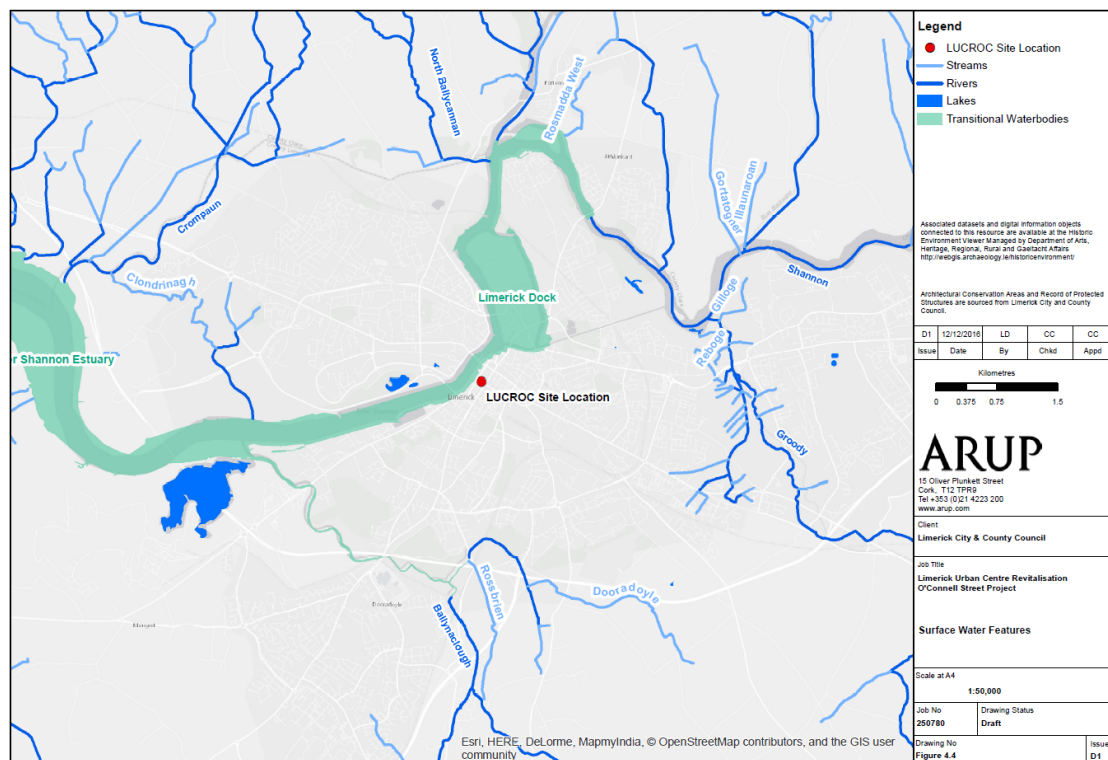 North Ballycannan
Rosmadda West
Gortatogher
Illaunaroan
Crompaun
Clondrinagh
Shannon
Limerick Dock
Gilloge
Reboge
r Shannon Estuary
Limerick
LUCROC Site Location
Groody
Rossbrien
Dooradoyle
Dooradoyle
Ballynaclough
Esri, HERE, DeLorme, MapmyIndia, © OpenStreetMap contributors, and the GIS user
community
Legend
LUCROC Site Location
Streams
Rivers
Lakes
Transitional Waterbodies
Associated datasets and digital information objects
connected to this resource are available at the Historic
Environment Viewer Managed by Department of Arts,
Heritage, Regional, Rural and Gaeltacht Affairs
http://webgis.archaeology.ie/historicenvironment/
Architectural Conservation Areas and Record of Protected
Structures are sourced from Limerick City and County
Council.
D1 12/12/2016 LD CC CC
Issue Date By Chkd Appd
Kilometres
0 0.375 0.75 1.5
ARUP
15 Oliver Plunkett Street
Cork, T12 TPR9
Tel +353 (0)21 4223 200
www.arup.com
Client
Limerick City & County Council
Job Title
Limerick Urban Centre Revitalisation
O'Connell Street Project
Surface Water Features
Scale at A4
1:50,000
Job No Drawing Status
250780 Draft
Drawing No Issue
Figure 4.4 D1